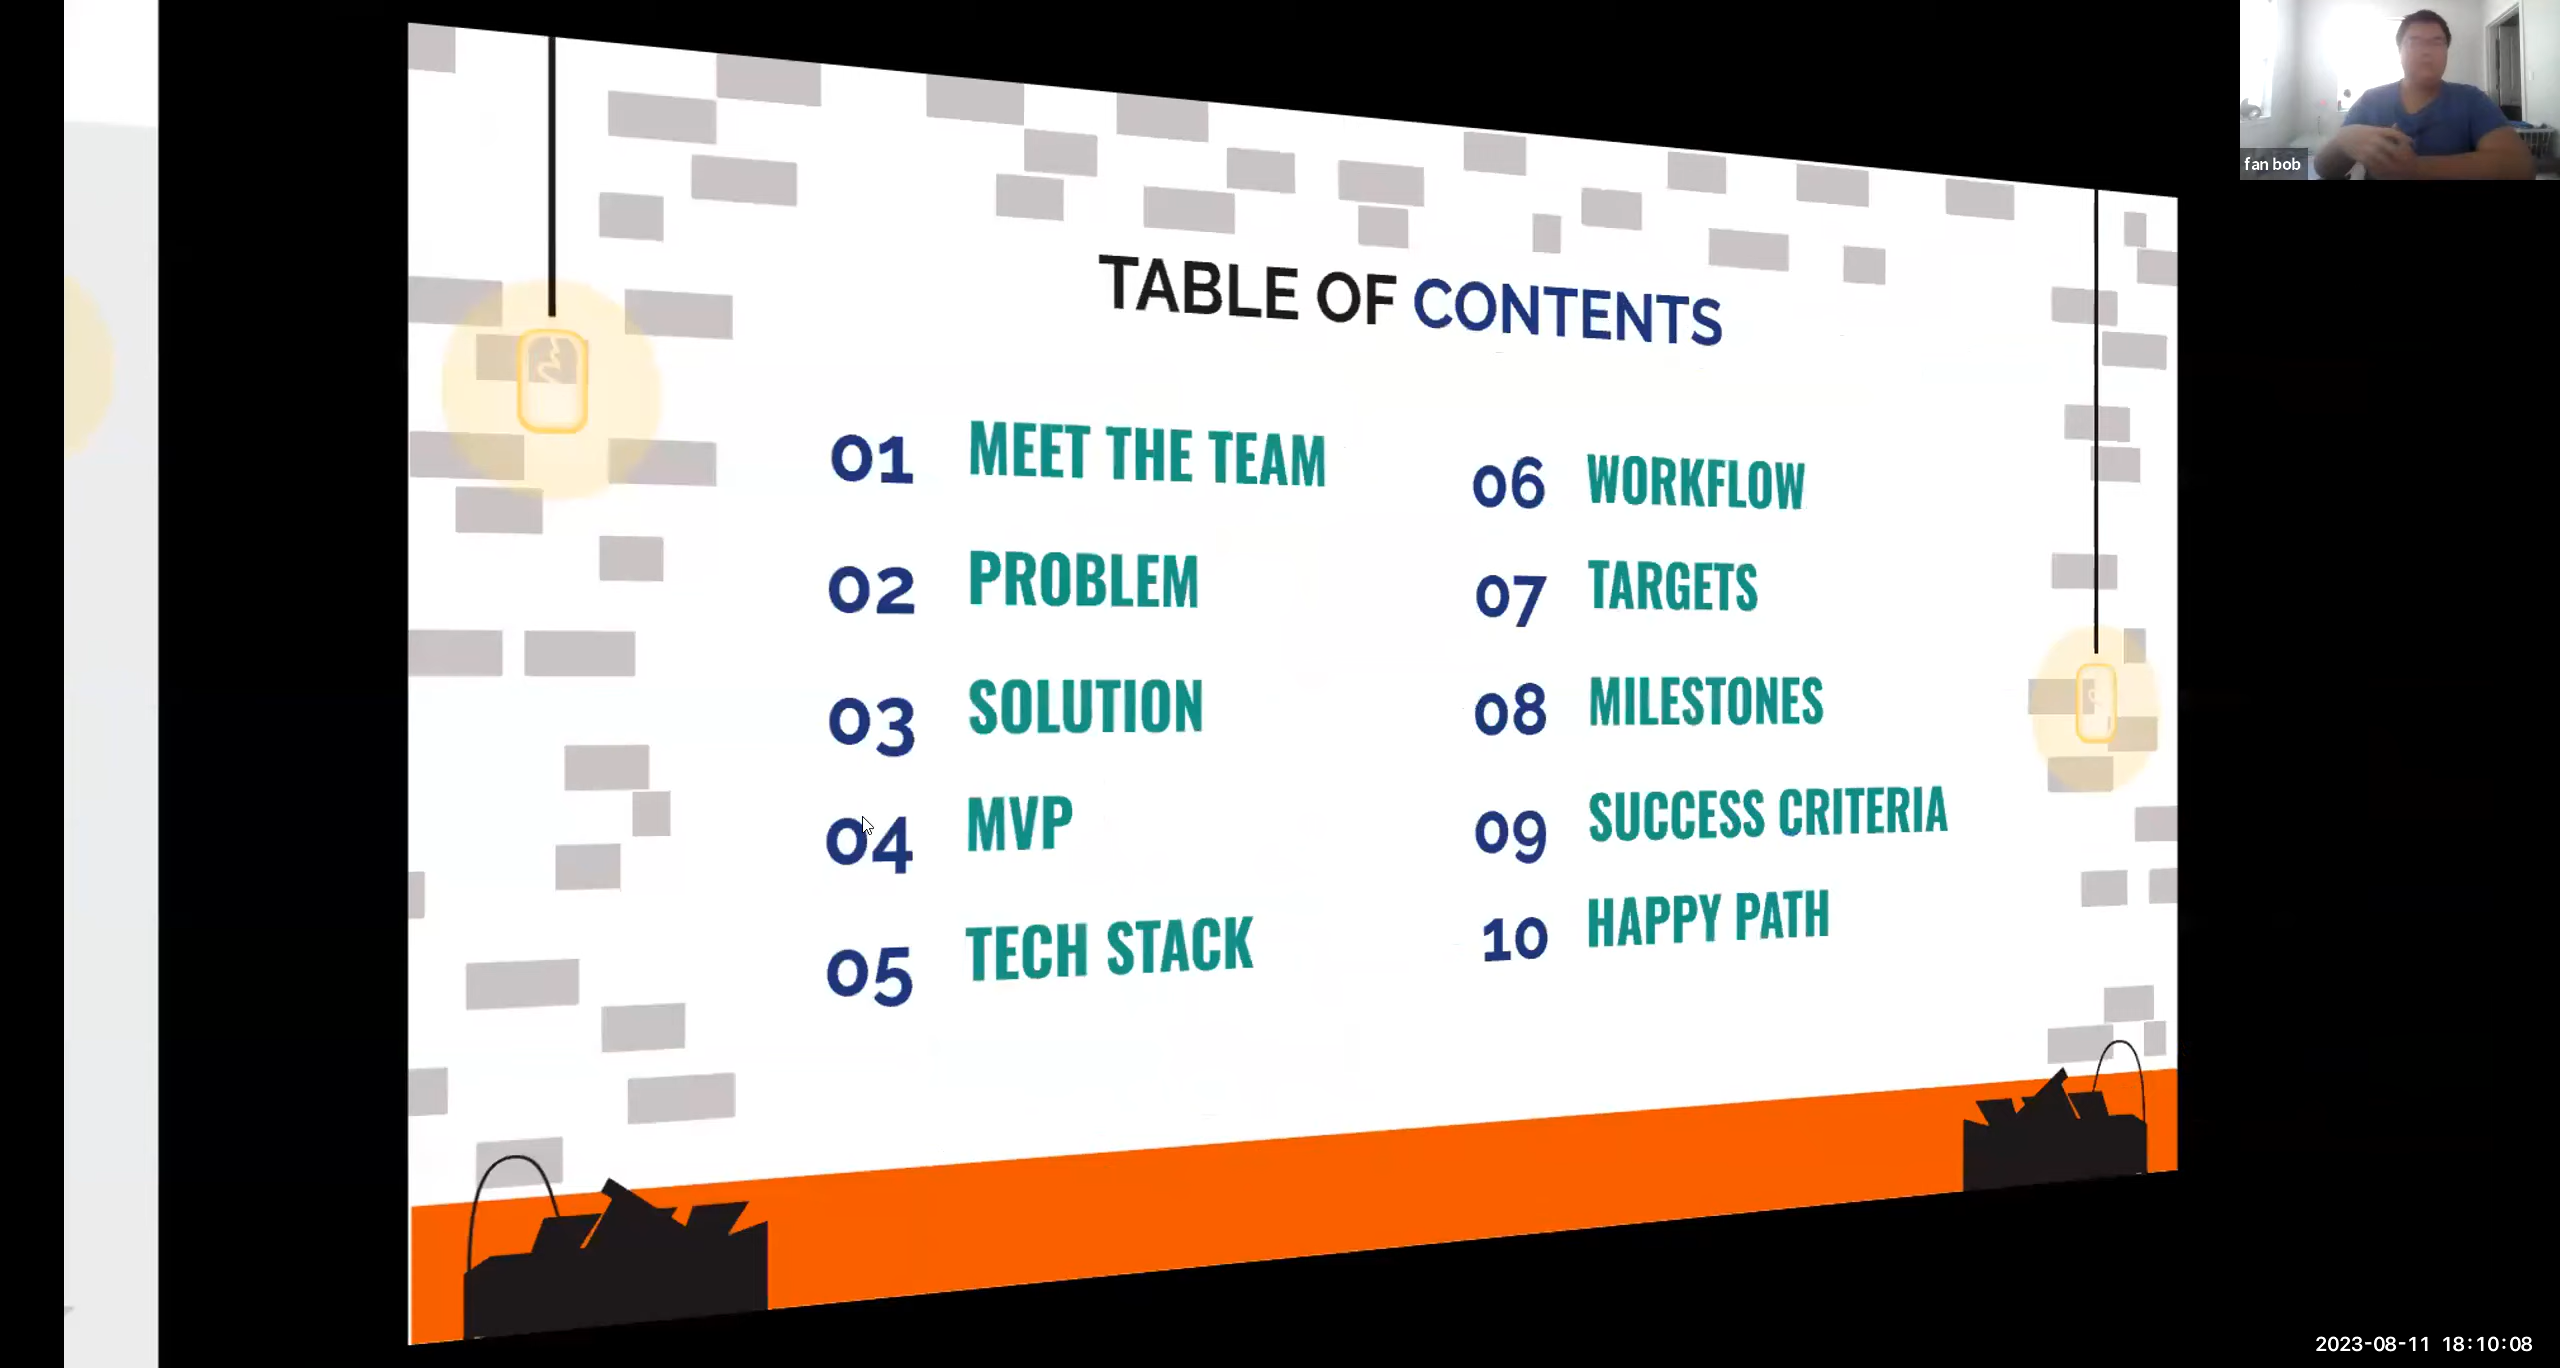 TABLE OF CONTENTS
01 MEET THE TEAM
02 PROBLEM
03 SOLUTION
04 MVP
05 TECH STACK
06 WORKFLOW
07 TARGETS
08 MILESTONES
09 SUCCESS CRITERIA
10 HAPPY PATH
fan bob
2023-08-11 18:10:08